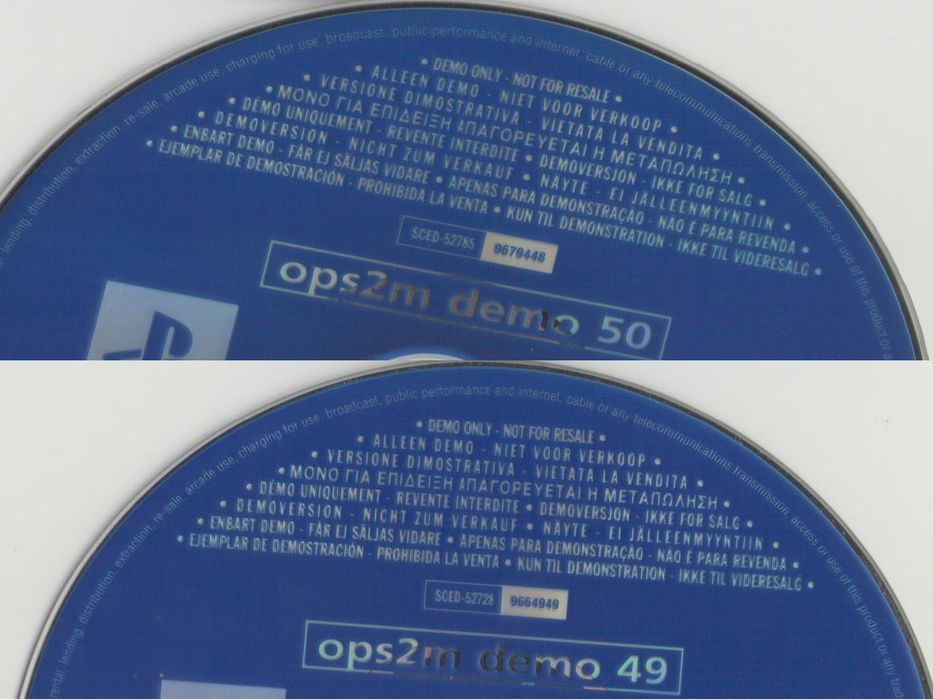 or lending, distribution, extraction, re-sale, arcade use, charging for use, broadcast, public performance and internet, cable or any telecommunications transmission, access or use of this product or
• DEMO ONLY - NOT FOR RESALE •
• ALLEEN DEMO - NIET VOOR VERKOOP •
• VERSIONE DIMOSTRATIVA - VIETATA LA VENDITA •
• ΜΟΝΟ ΓΙΑ ΕΠΙΔΕΙΞΗ ΑΠΑΓΟΡΕΥΕΤΑΙ Η ΜΕΤΑΠΩΛΗΣΗ •
• DÉMO UNIQUEMENT - REVENTE INTERDITE • DEMOVERSJON - IKKE FOR SALG •
• DEMOVERSION - NICHT ZUM VERKAUF • NÄYTE - EI JÄLLEENMYYNTIIN •
• ENBART DEMO - FÅR EJ SÄLJAS VIDARE • APENAS PARA DEMONSTRAÇÃO - NÃO É PARA REVENDA •
• EJEMPLAR DE DEMOSTRACIÓN - PROHIBIDA LA VENTA • KUN TIL DEMONSTRATION - IKKE TIL VIDERESALG •
SCED-52785 9679448
ops2m demo 50
rental, lending, distribution, extraction, re-sale, arcade use, charging for use, broadcast, public performance and internet, cable or any telecommunications transmission, access or use of this product or any
• DEMO ONLY - NOT FOR RESALE •
• ALLEEN DEMO - NIET VOOR VERKOOP •
• VERSIONE DIMOSTRATIVA - VIETATA LA VENDITA •
• ΜΟΝΟ ΓΙΑ ΕΠΙΔΕΙΞΗ ΑΠΑΓΟΡΕΥΕΤΑΙ Η ΜΕΤΑΠΩΛΗΣΗ •
• DÉMO UNIQUEMENT - REVENTE INTERDITE • DEMOVERSJON - IKKE FOR SALG •
• DEMOVERSION - NICHT ZUM VERKAUF • NÄYTE - EI JÄLLEENMYYNTIIN •
• ENBART DEMO - FÅR EJ SÄLJAS VIDARE • APENAS PARA DEMONSTRAÇÃO - NÃO É PARA REVENDA •
• EJEMPLAR DE DEMOSTRACIÓN - PROHIBIDA LA VENTA • KUN TIL DEMONSTRATION - IKKE TIL VIDERESALG •
SCED-52728 9664949
ops2m demo 49